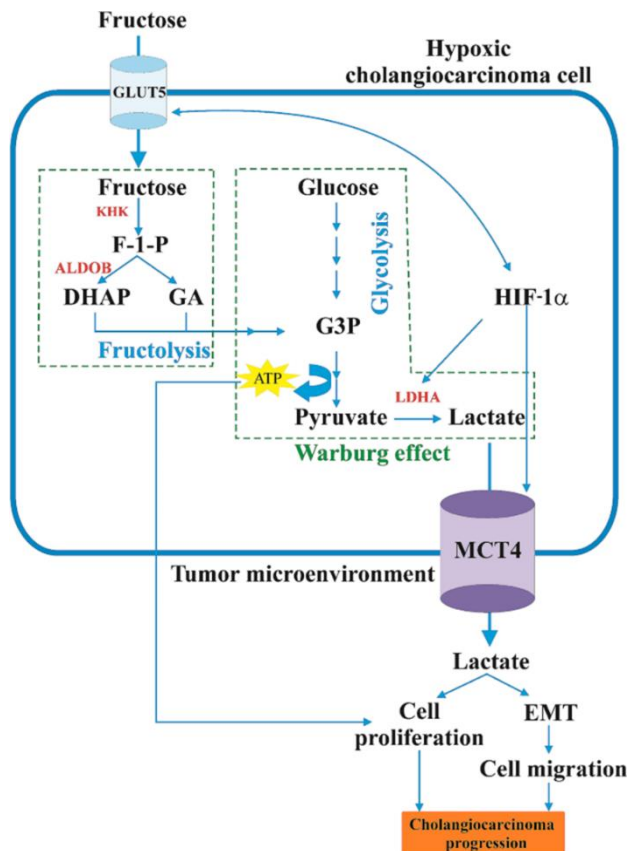 Fructose
Hypoxic
cholangiocarcinoma cell
GLUT5
Fructose
KHK
F-1-P
ALDOB
DHAP
GA
Fructolysis
Glucose
Glycolysis
G3P
ATP
Pyruvate
LDHA
Lactate
Warburg effect
HIF-1α
MCT4
Tumor microenvironment
Lactate
Cell
proliferation
EMT
Cell migration
Cholangiocarcinoma
progression